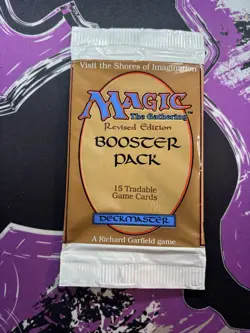 Visit the Shores of Imagination
MAGIC
The Gathering™
Revised Edition
BOOSTER
PACK
15 Tradable
Game Cards
DECKMASTER
A Richard Garfield game